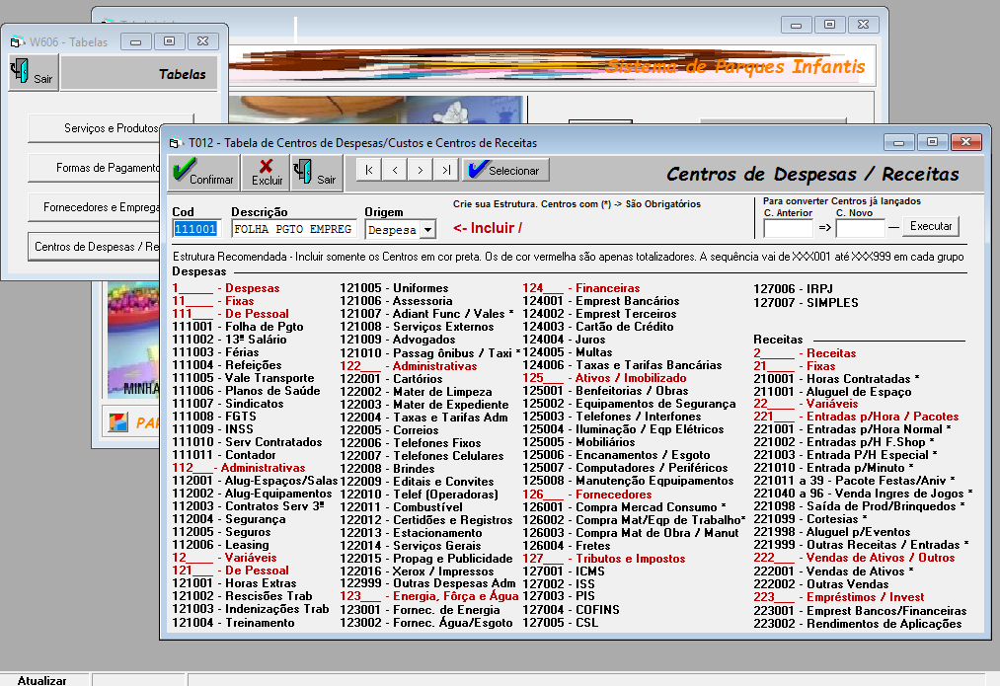 W606 - Tabelas
Sair
Tabelas
Serviços e Produtos
Formas de Pagamento
Fornecedores e Emprega
Centros de Despesas / Re
Sistema de Parques Infantis
MINHA
PAR
T012 - Tabela de Centros de Despesas/Custos e Centros de Receitas
Confirmar
Excluir
Sair
|<
<
>
>|
Selecionar
Centros de Despesas / Receitas
Cod
Descrição
Origem
111001
FOLHA PGTO EMPREG
Despesa
Crie sua Estrutura. Centros com (*) -> São Obrigatórios
<- Incluir /
Para converter Centros já lançados
C. Anterior
C. Novo
=>
Executar
Estrutura Recomendada - Incluir somente os Centros em cor preta. Os de cor vermelha são apenas totalizadores. A sequência vai de XXX001 até XXX999 em cada grupo
Despesas
1_____ - Despesas
11____ - Fixas
111___ - De Pessoal
111001 - Folha de Pgto
111002 - 13º Salário
111003 - Férias
111004 - Refeições
111005 - Vale Transporte
111006 - Planos de Saúde
111007 - Sindicatos
111008 - FGTS
111009 - INSS
111010 - Serv Contratados
111011 - Contador
112___ - Administrativas
112001 - Alug-Espaços/Salas
112002 - Alug-Equipamentos
112003 - Contratos Serv 3º
112004 - Segurança
112005 - Seguros
112006 - Leasing
12____ - Variáveis
121___ - De Pessoal
121001 - Horas Extras
121002 - Rescisões Trab
121003 - Indenizações Trab
121004 - Treinamento
121005 - Uniformes
121006 - Assessoria
121007 - Adiant Func / Vales *
121008 - Serviços Externos
121009 - Advogados
121010 - Passag ônibus / Taxi *
122___ - Administrativas
122001 - Cartórios
122002 - Mater de Limpeza
122003 - Mater de Expediente
122004 - Taxas e Tarifas Adm
122005 - Correios
122006 - Telefones Fixos
122007 - Telefones Celulares
122008 - Brindes
122009 - Editais e Convites
122010 - Telef (Operadoras)
122011 - Combustível
122012 - Certidões e Registros
122013 - Estacionamento
122014 - Serviços Gerais
122015 - Propag e Publicidade
122016 - Xerox / Impressos
122999 - Outras Despesas Adm
123___ - Energia, Fôrça e Água
123001 - Fornec. de Energia
123002 - Fornec. Água/Esgoto
124___ - Financeiras
124001 - Emprest Bancários
124002 - Emprest Terceiros
124003 - Cartão de Crédito
124004 - Juros
124005 - Multas
124006 - Taxas e Tarifas Bancárias
125___ - Ativos / Imobilizado
125001 - Benfeitorias / Obras
125002 - Equipamentos de Segurança
125003 - Telefones / Interfones
125004 - Iluminação / Eqp Elétricos
125005 - Mobiliários
125006 - Encanamentos / Esgoto
125007 - Computadores / Periféricos
125008 - Manutenção Eqpuipamentos
126___ - Fornecedores
126001 - Compra Mercad Consumo *
126002 - Compra Mat/Eqp de Trabalho*
126003 - Compra Mat de Obra / Manut
126004 - Fretes
127___ - Tributos e Impostos
127001 - ICMS
127002 - ISS
127003 - PIS
127004 - COFINS
127005 - CSL
127006 - IRPJ
127007 - SIMPLES
Receitas
2_____ - Receitas
21____ - Fixas
210001 - Horas Contratadas *
211001 - Aluguel de Espaço
22____ - Variáveis
221___ - Entradas p/Hora / Pacotes
221001 - Entradas p/Hora Normal *
221002 - Entradas p/H F.Shop *
221003 - Entrada P/H Especial *
221010 - Entrada p/Minuto *
221011 a 39 - Pacote Festas/Aniv *
221040 a 96 - Venda Ingres de Jogos *
221098 - Saída de Prod/Brinquedos *
221099 - Cortesias *
221998 - Aluguel p/Eventos
221999 - Outras Receitas / Entradas *
222___ - Vendas de Ativos / Outros
222001 - Vendas de Ativos *
222002 - Outras Vendas
223___ - Empréstimos / Invest
223001 - Emprest Bancos/Financeiras
223002 - Rendimentos de Aplicações
Atualizar